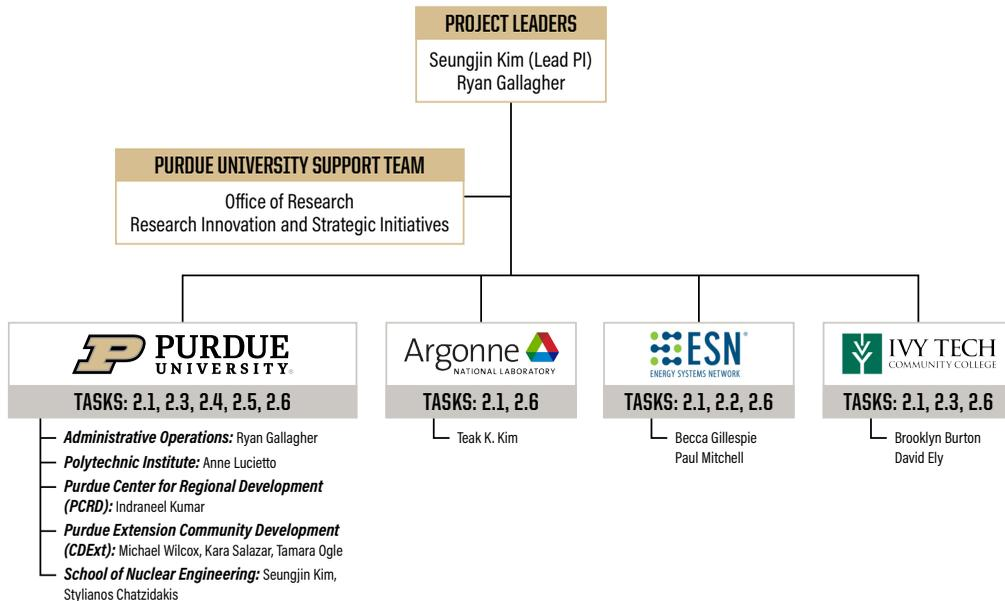 PROJECT LEADERS
Seungjin Kim (Lead PI)
Ryan Gallagher
PURDUE UNIVERSITY SUPPORT TEAM
Office of Research
Research Innovation and Strategic Initiatives
P PURDUE
UNIVERSITY®
TASKS: 2.1, 2.3, 2.4, 2.5, 2.6
Administrative Operations: Ryan Gallagher
Polytechnic Institute: Anne Lucietto
Purdue Center for Regional Development
(PCRD): Indraneel Kumar
Purdue Extension Community Development
(CDExt): Michael Wilcox, Kara Salazar, Tamara Ogle
School of Nuclear Engineering: Seungjin Kim,
Stylianos Chatzidakis
Argonne
NATIONAL LABORATORY
TASKS: 2.1, 2.6
Teak K. Kim
ESN®
ENERGY SYSTEMS NETWORK
TASKS: 2.1, 2.2, 2.6
Becca Gillespie
Paul Mitchell
IVY TECH
COMMUNITY COLLEGE
TASKS: 2.1, 2.3, 2.6
Brooklyn Burton
David Ely